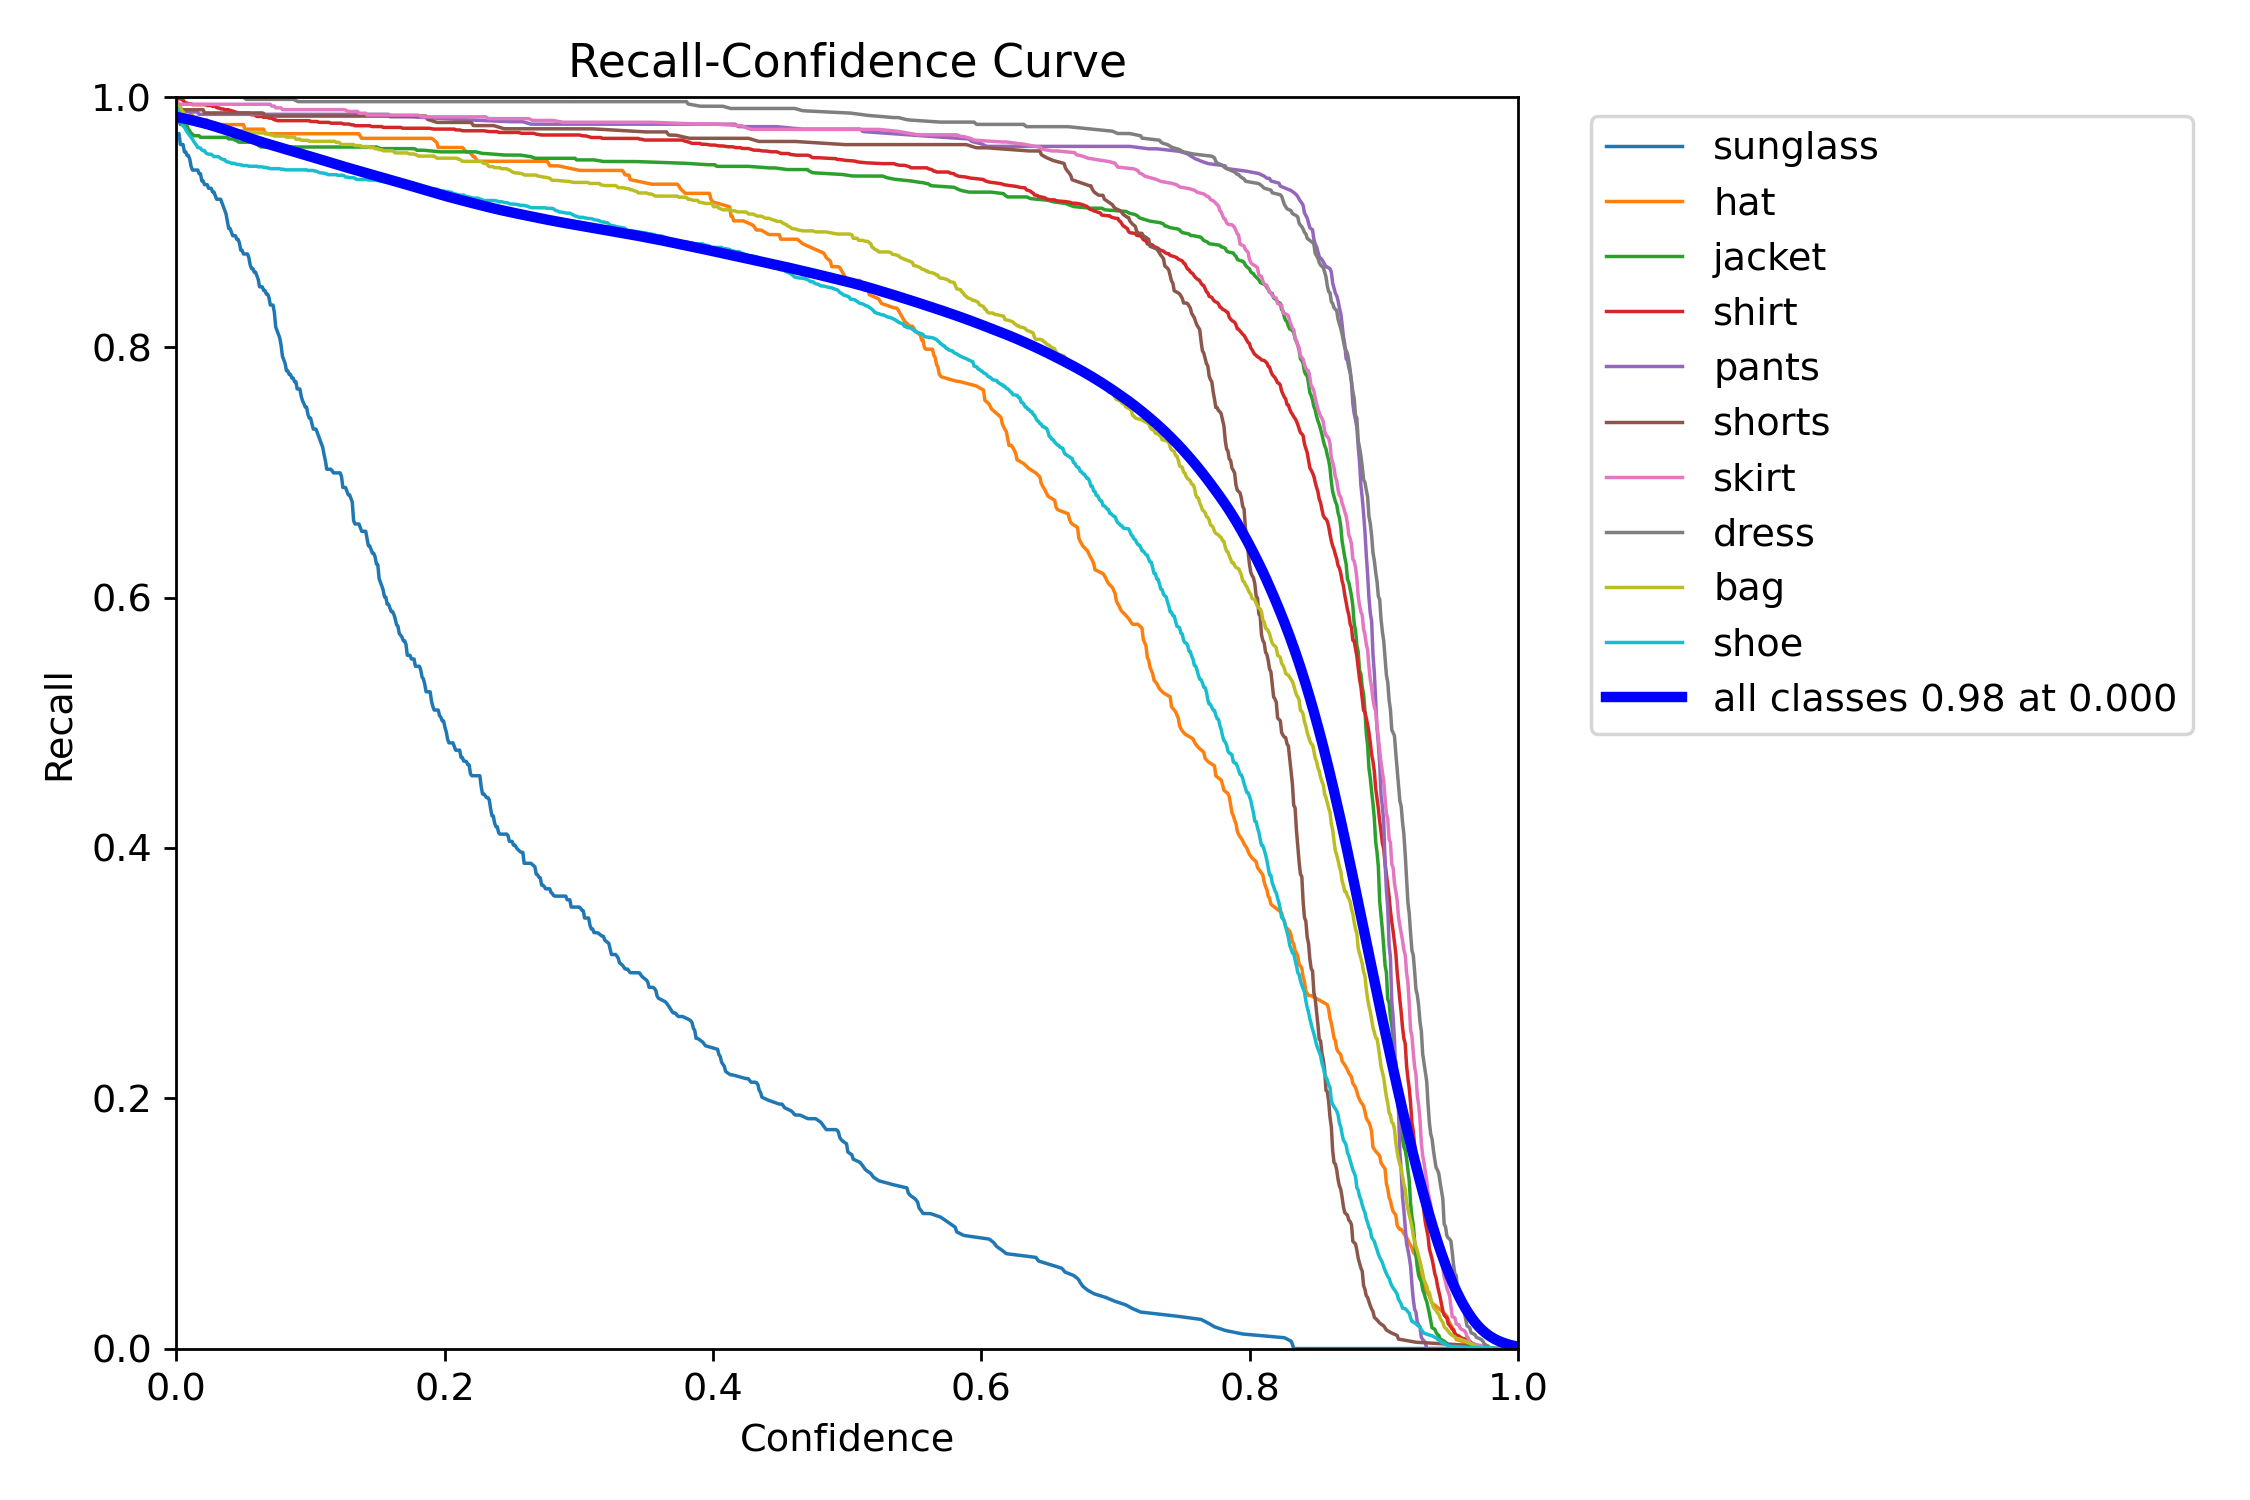 Recall-Confidence Curve
1.0
0.8
0.6
0.4
0.2
0.0
Recall
0.0 0.2 0.4 0.6 0.8 1.0
Confidence
sunglass
hat
jacket
shirt
pants
shorts
skirt
dress
bag
shoe
all classes 0.98 at 0.000